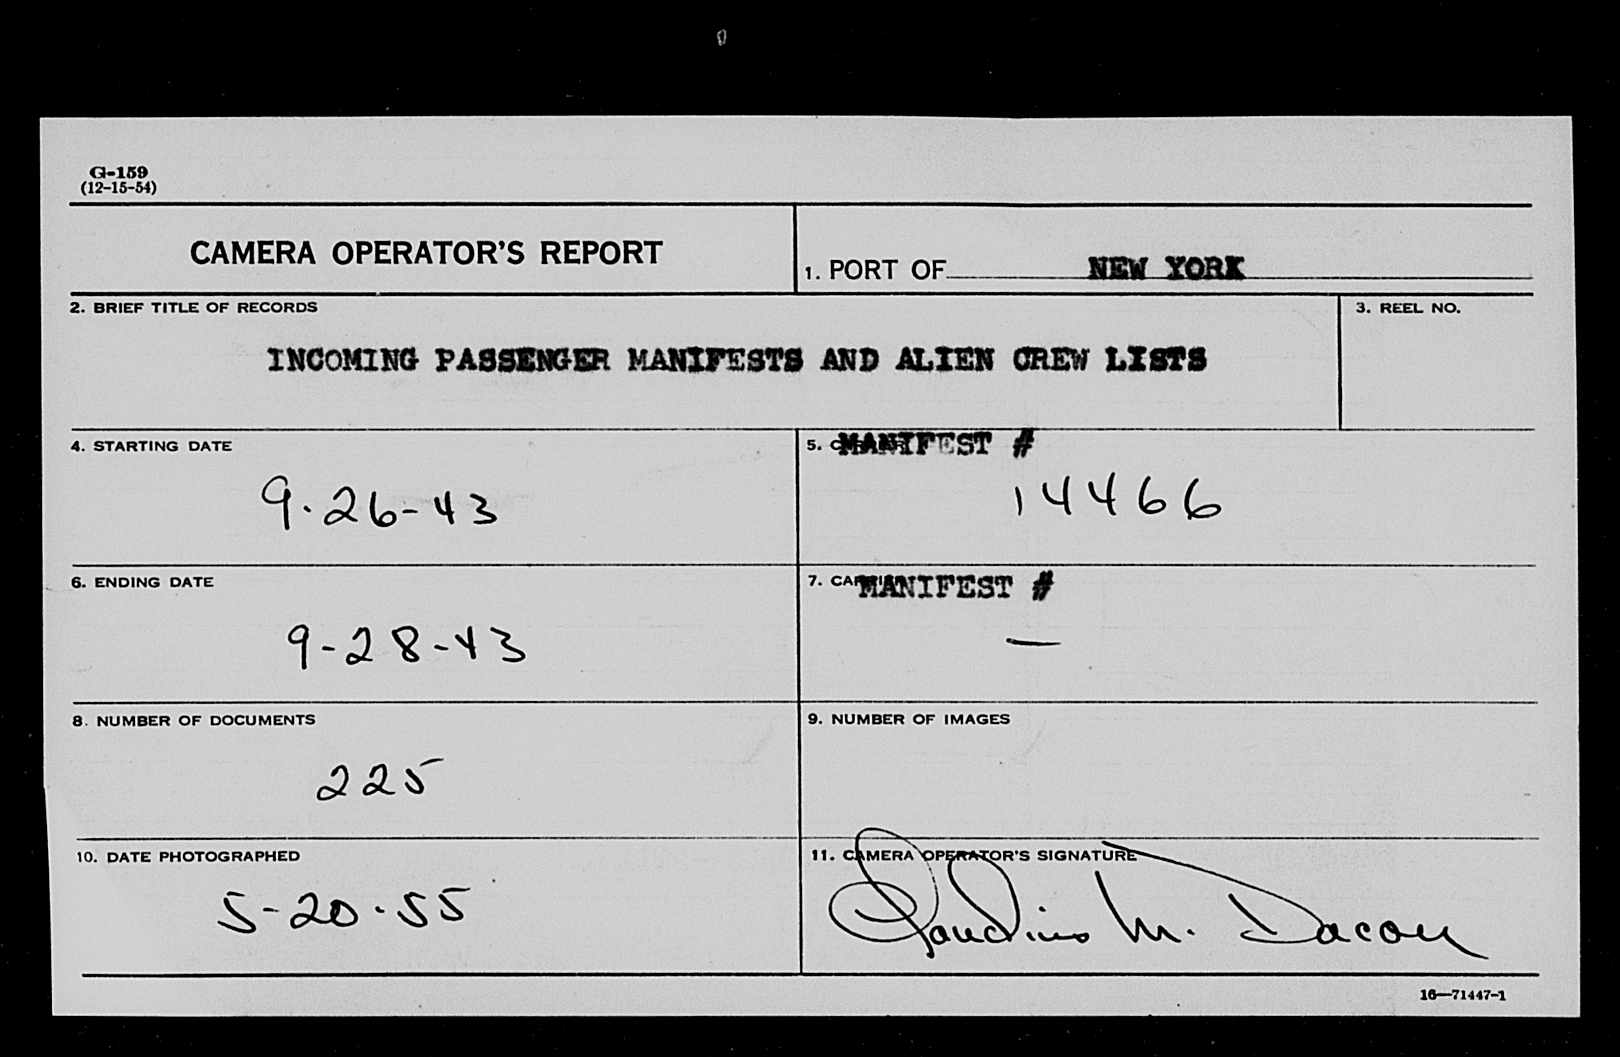 G-159
(12-15-54)
CAMERA OPERATOR'S REPORT
1. PORT OF NEW YORK
2. BRIEF TITLE OF RECORDS
3. REEL NO.
INCOMING PASSENGER MANIFESTS AND ALIEN CREW LISTS
4. STARTING DATE
5. MANIFEST #
9-26-43
14466
6. ENDING DATE
7. MANIFEST #
9-28-43
—
8. NUMBER OF DOCUMENTS
9. NUMBER OF IMAGES
225
10. DATE PHOTOGRAPHED
11. CAMERA OPERATOR'S SIGNATURE
5-20-55
M.
16—71447-1